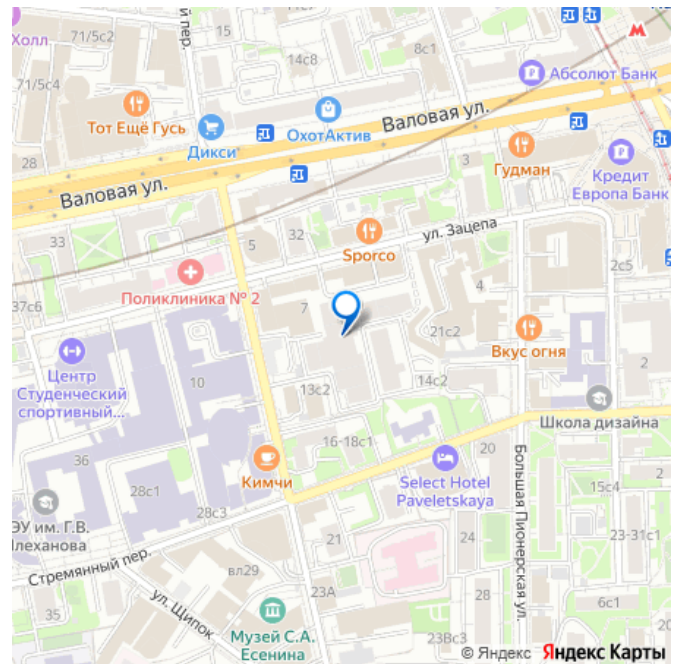 Холл
71/5с2
пер.
14с8
8с1
71/5с4
Абсолют Банк
Тот Ещё Гусь
Дикси
ОхотАктив
Валовая ул.
28
Гудман
Кредит
Европа Банк
Валовая ул.
3
33
5
32
Sporco
ул. Зацепа
2с5
Поликлиника № 2
37с6
7
4
21с2
Вкус огня
Центр
Студенческий
спортивный...
10
2
13с2
14с2
Школа дизайна
16-18с1
36
Кимчи
20
Select Hotel
Paveletskaya
Большая Пионерская ул.
2
28с1
15с4
ЭУ им. Г.В.
Плеханова
28с3
21
24
23-31с1
Стремянный пер.
вл29
23А
28
ул. Щипок
35
6с1
Музей С.А.
Есенина
23Вс3
© Яндекс Яндекс Карты